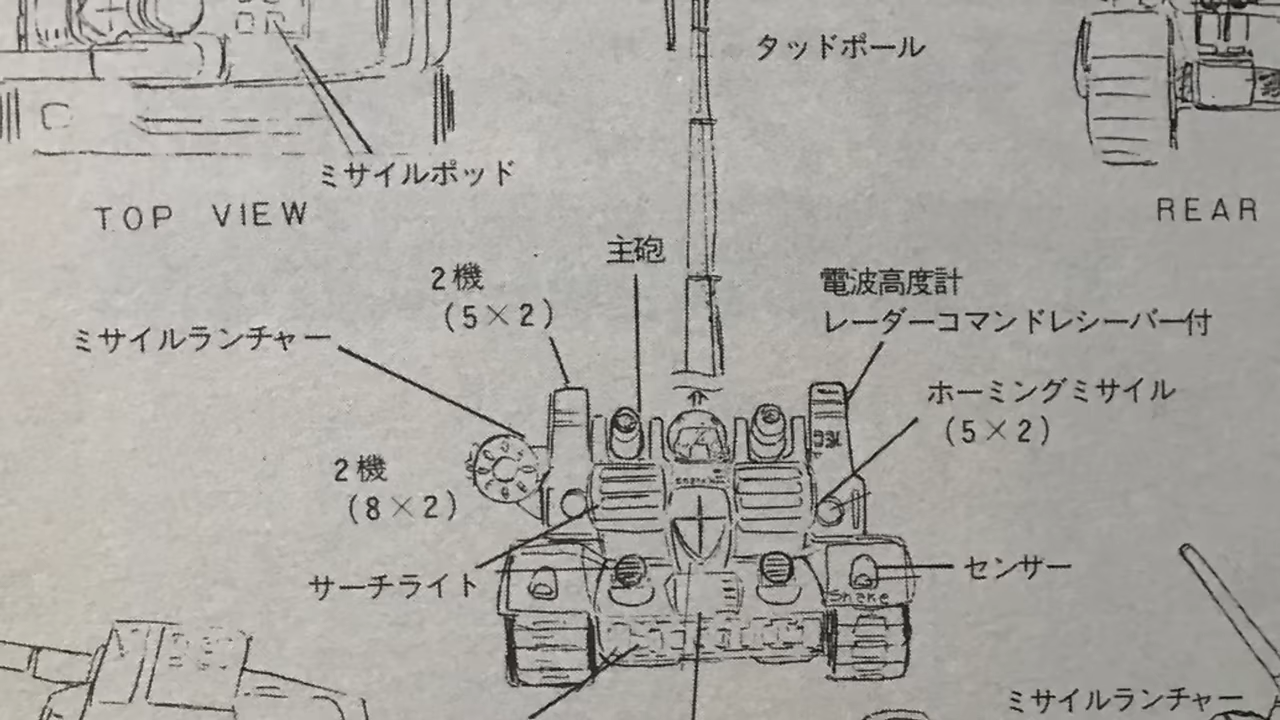 タッドポール
ミサイルポッド
TOP VIEW
REAR
主砲
2機
(5×2)
電波高度計
レーダーコマンドレシーバー付
ミサイルランチャー
ホーミングミサイル
(5×2)
2機
(8×2)
サーチライト
センサー
Snake
ミサイルランチャー